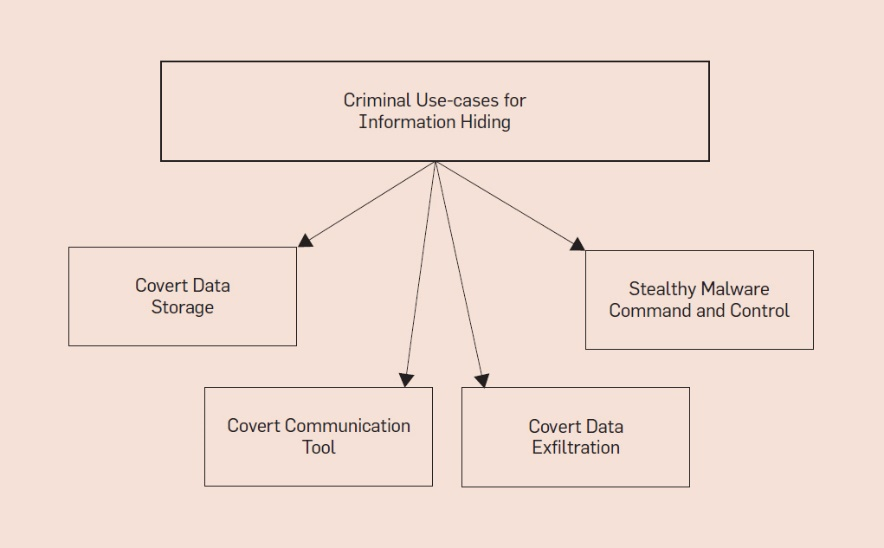 Criminal Use-cases for
Information Hiding
Covert Data
Storage
Stealthy Malware
Command and Control
Covert Communication
Tool
Covert Data
Exfiltration